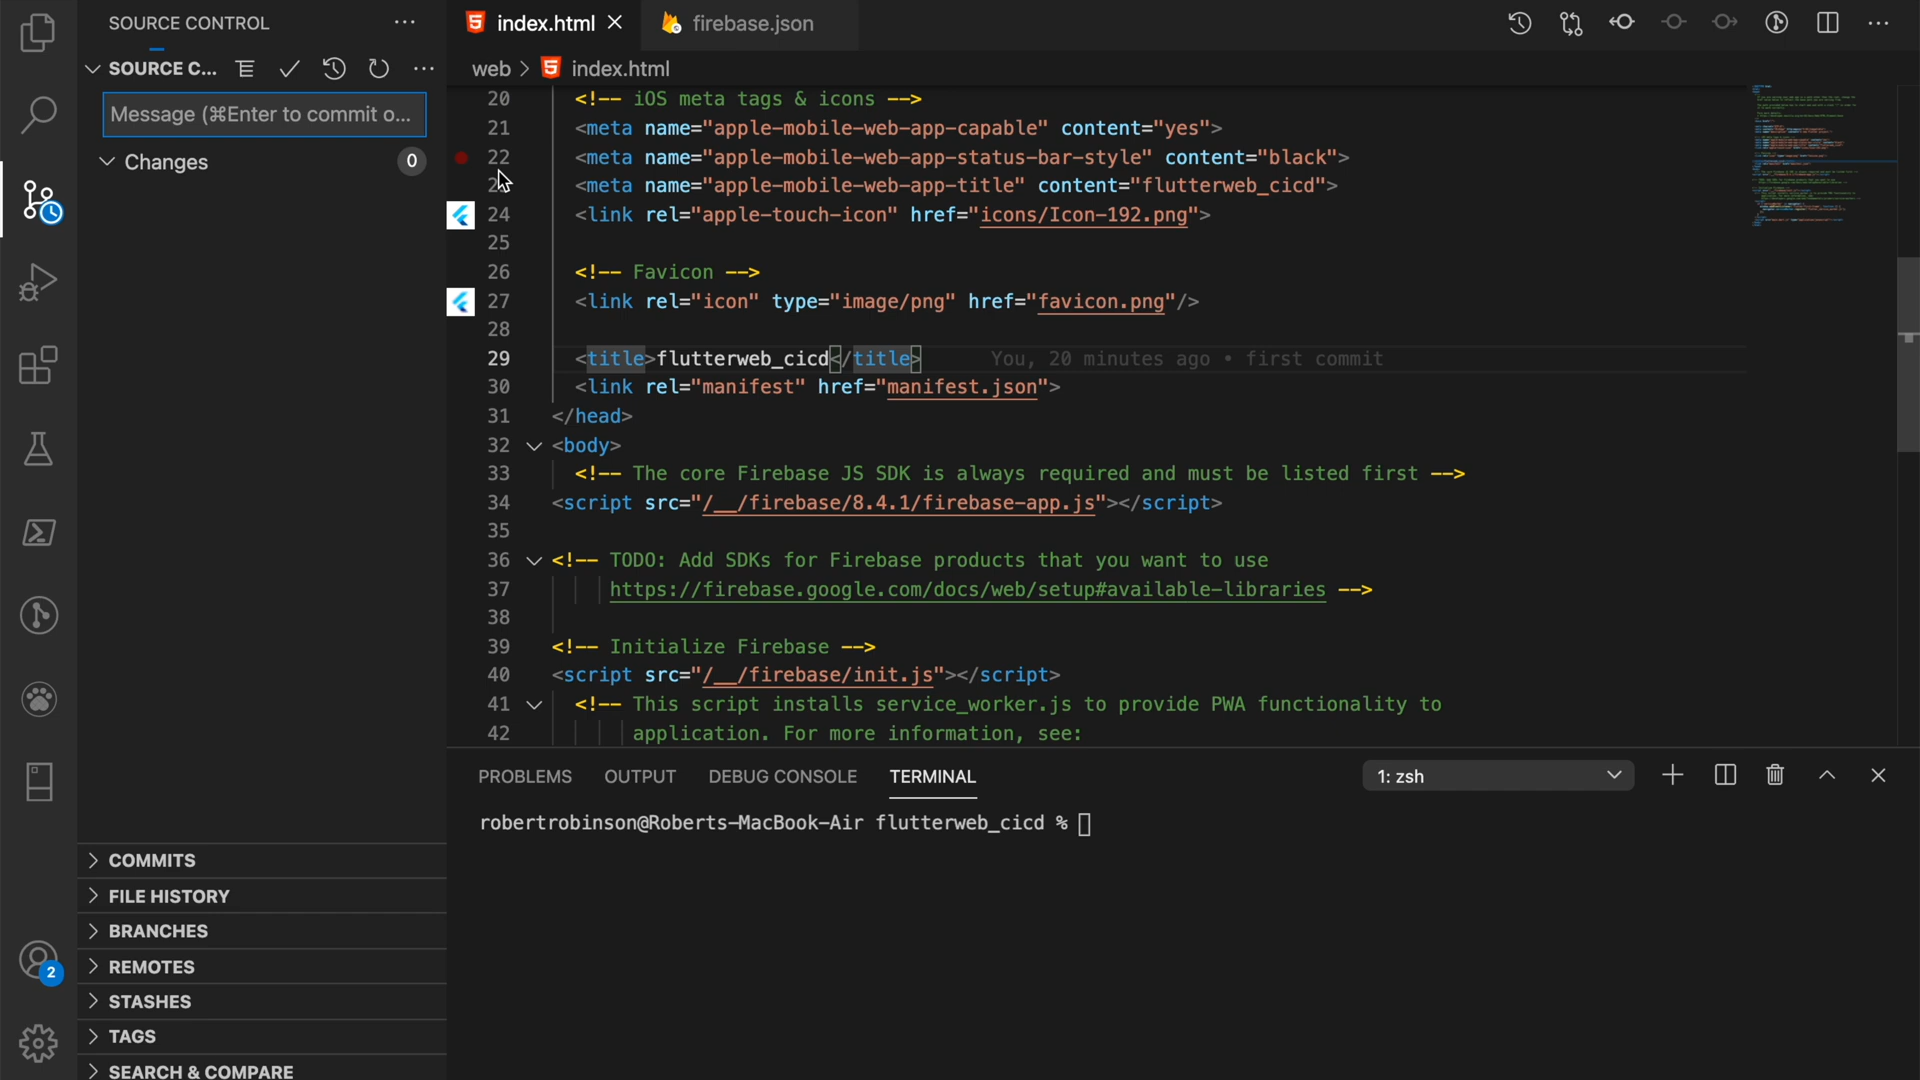 SOURCE CONTROL
SOURCE C...
Message (⌘Enter to commit o...
Changes
0
2
COMMITS
FILE HISTORY
BRANCHES
REMOTES
STASHES
TAGS
SEARCH & COMPARE
index.html
firebase.json
web > index.html
20 <!-- iOS meta tags & icons -->
21 <meta name="apple-mobile-web-app-capable" content="yes">
22 <meta name="apple-mobile-web-app-status-bar-style" content="black">
<meta name="apple-mobile-web-app-title" content="flutterweb_cicd">
24 <link rel="apple-touch-icon" href="icons/Icon-192.png">
25
26 <!-- Favicon -->
27 <link rel="icon" type="image/png" href="favicon.png"/>
28
29 <title>flutterweb_cicd</title> You, 20 minutes ago • first commit
30 <link rel="manifest" href="manifest.json">
31 </head>
32 <body>
33 <!-- The core Firebase JS SDK is always required and must be listed first -->
34 <script src="/__/firebase/8.4.1/firebase-app.js"></script>
35
36 <!-- TODO: Add SDKs for Firebase products that you want to use
37 https://firebase.google.com/docs/web/setup#available-libraries -->
38
39 <!-- Initialize Firebase -->
40 <script src="/__/firebase/init.js"></script>
41 <!-- This script installs service_worker.js to provide PWA functionality to
42 application. For more information, see:
PROBLEMS OUTPUT DEBUG CONSOLE TERMINAL 1: zsh
robertrobinson@Roberts-MacBook-Air flutterweb_cicd %